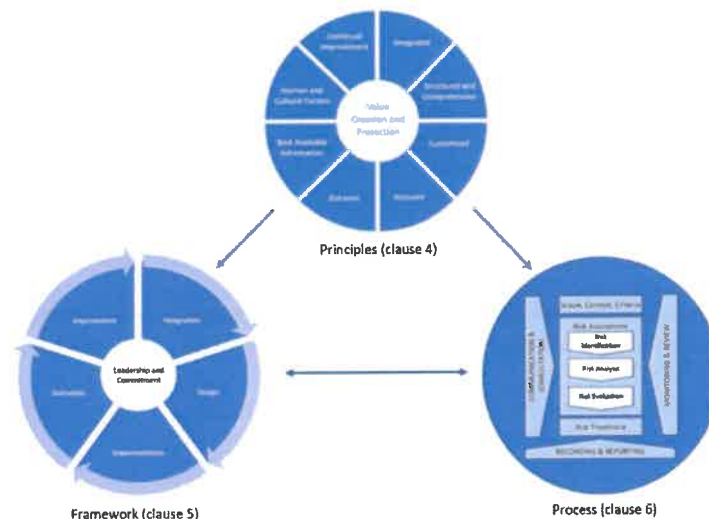 Continual
Improvement
Integrated
Human and
Cultural Factors
Structured and
Comprehensive
Value
Creation and
Protection
Best Available
Information
Customized
Dynamic
Inclusive
Principles (clause 4)
Improvement
Integration
Leadership and
Commitment
Evaluation
Design
Implementation
Framework (clause 5)
Scope, Context, Criteria
Risk Assessment
Risk
Identification
Risk Analysis
Risk Evaluation
Risk Treatment
COMMUNICATION &
CONSULTATION
MONITORING & REVIEW
RECORDING & REPORTING
Process (clause 6)